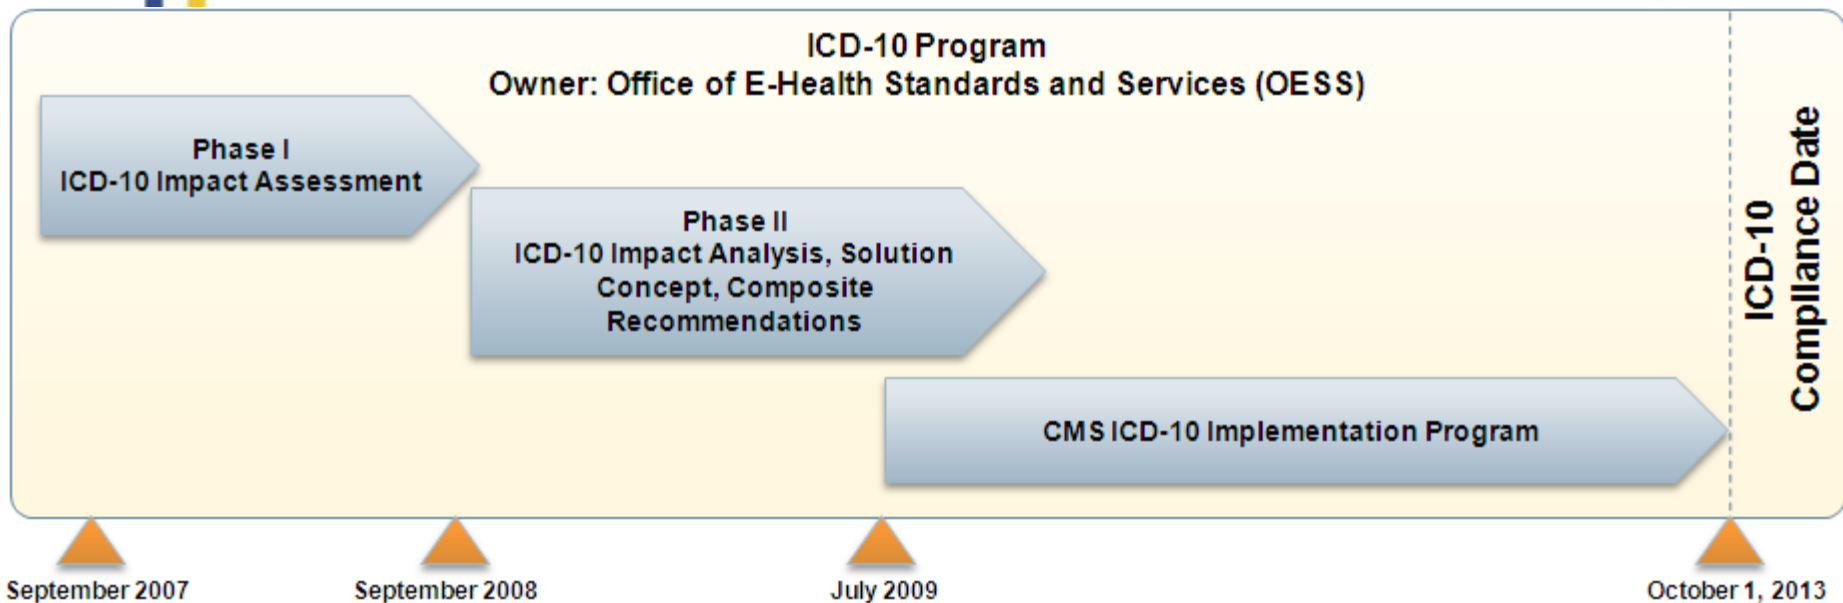 ICD-10 Program
Owner: Office of E-Health Standards and Services (OESS)
Phase I
ICD-10 Impact Assessment
Phase II
ICD-10 Impact Analysis, Solution
Concept, Composite
Recommendations
CMS ICD-10 Implementation Program
ICD-10
Compliance Date
September 2007
September 2008
July 2009
October 1, 2013